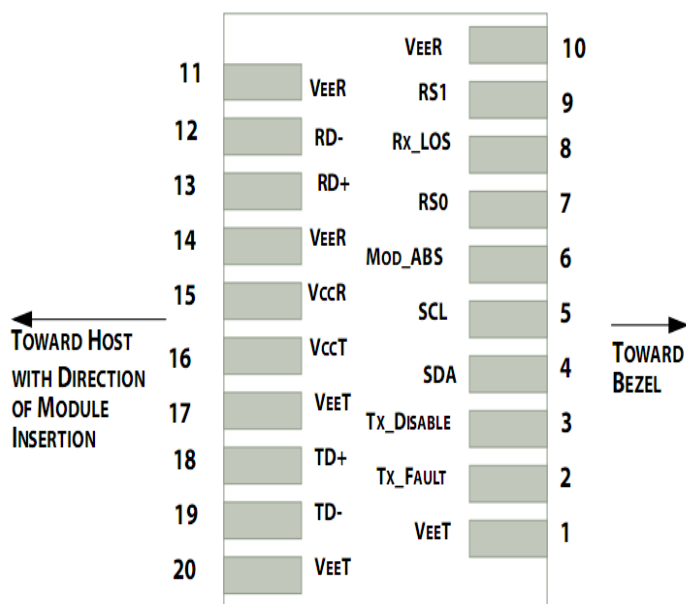 11 VEER
12 RD-
13 RD+
14 VEER
15 VCCR
16 VCCT
17 VEET
18 TD+
19 TD-
20 VEET
VEER 10
RS1 9
RX_LOS 8
RS0 7
MOD_ABS 6
SCL 5
SDA 4
TX_DISABLE 3
TX_FAULT 2
VEET 1
TOWARD HOST
WITH DIRECTION
OF MODULE
INSERTION
TOWARD
BEZEL